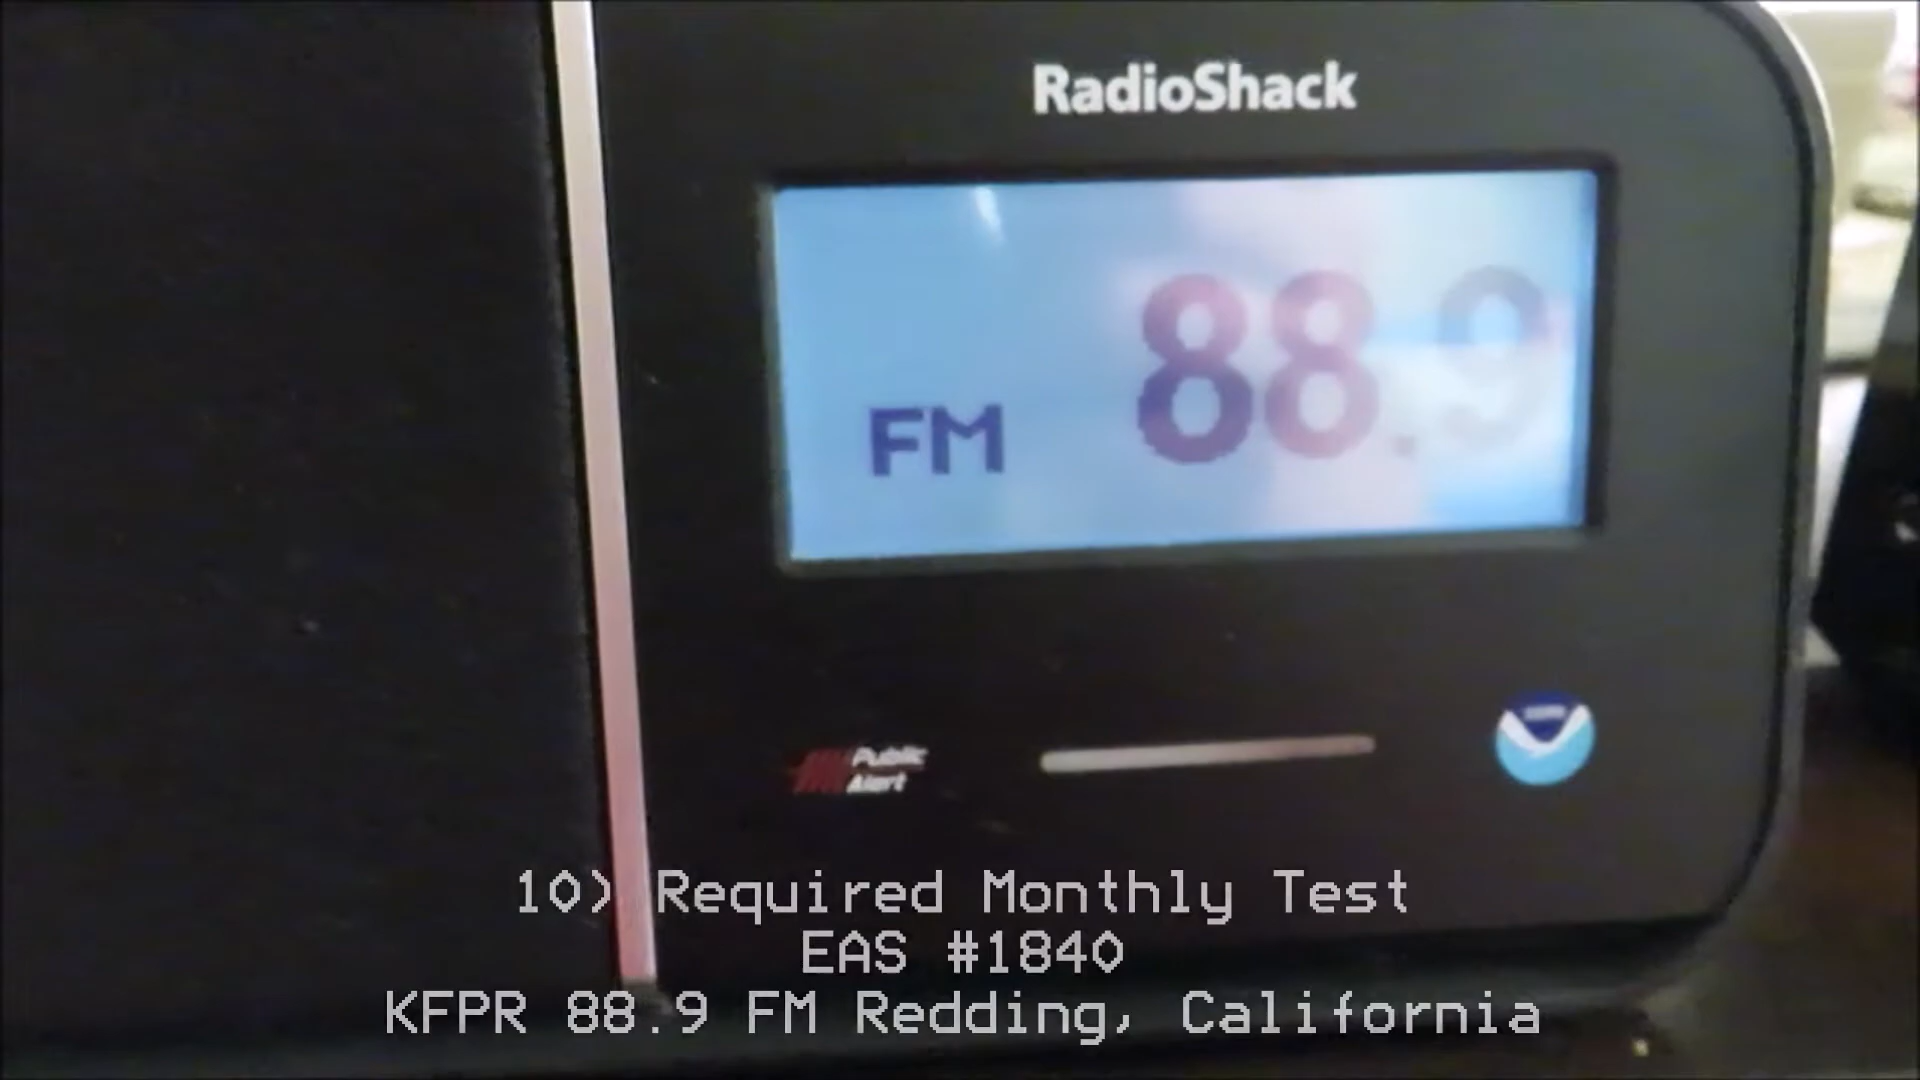 RadioShack
FM 88.9
Public
Alert
10) Required Monthly Test
EAS #1840
KFPR 88.9 FM Redding, California